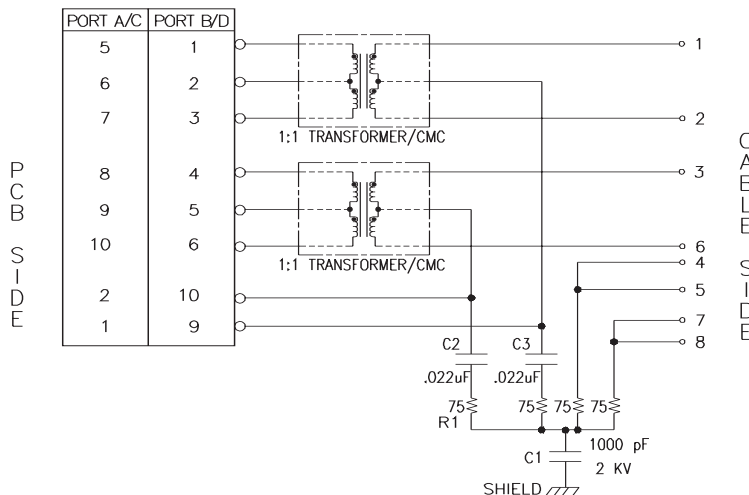 PORT A/C PORT B/D
5 1
6 2
7 3
8 4
9 5
10 6
2 10
1 9
PCB SIDE
1:1 TRANSFORMER/CMC
1:1 TRANSFORMER/CMC
1
2
3
6
4
5
7
8
CABLE SIDE
C2 C3
.022uF .022uF
75 75 75 75
R1
C1 1000 pF
2 KV
SHIELD